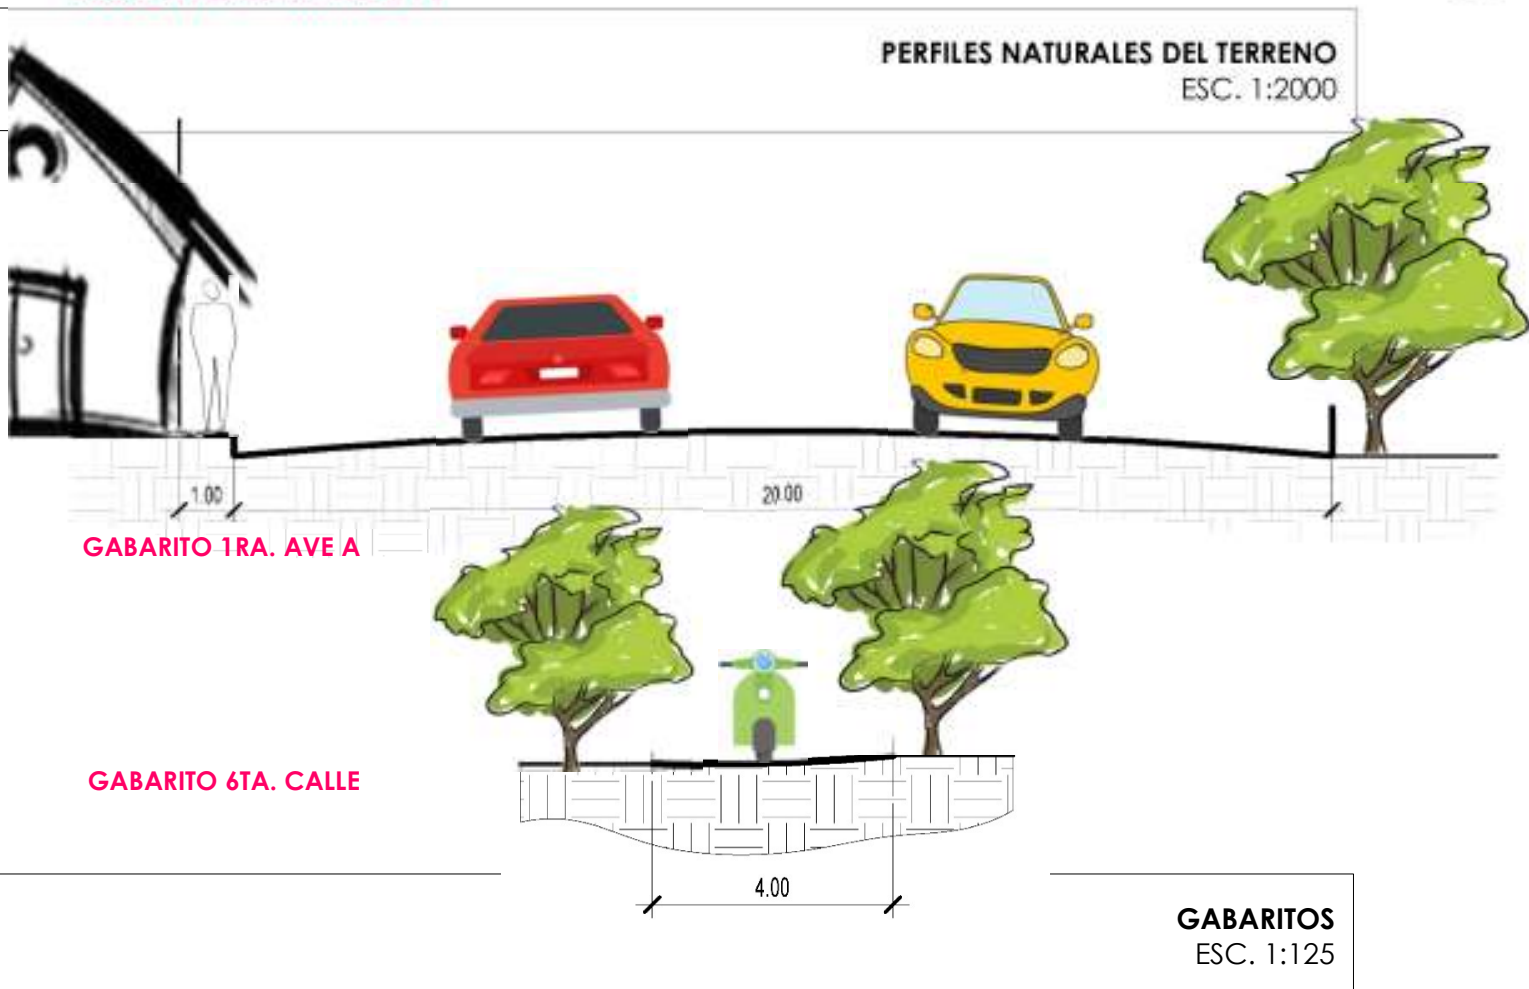 PERFILES NATURALES DEL TERRENO
ESC. 1:2000
1.00
20.00
GABARITO 1RA. AVE A
GABARITO 6TA. CALLE
4.00
GABARITOS
ESC. 1:125